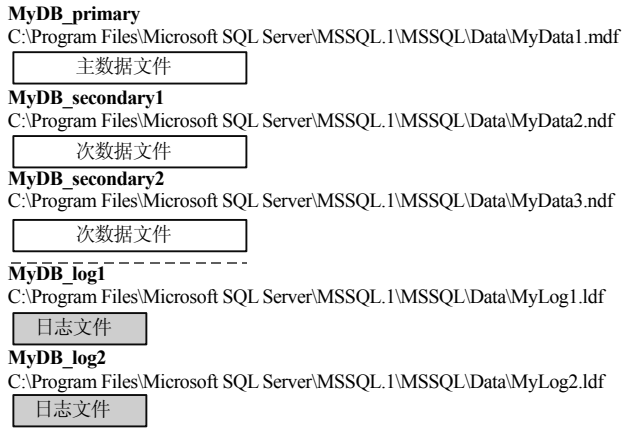 MyDB_primary
C:\Program Files\Microsoft SQL Server\MSSQL.1\MSSQL\Data\MyData1.mdf
主数据文件
MyDB_secondary1
C:\Program Files\Microsoft SQL Server\MSSQL.1\MSSQL\Data\MyData2.ndf
次数据文件
MyDB_secondary2
C:\Program Files\Microsoft SQL Server\MSSQL.1\MSSQL\Data\MyData3.ndf
次数据文件
MyDB_log1
C:\Program Files\Microsoft SQL Server\MSSQL.1\MSSQL\Data\MyLog1.ldf
日志文件
MyDB_log2
C:\Program Files\Microsoft SQL Server\MSSQL.1\MSSQL\Data\MyLog2.ldf
日志文件